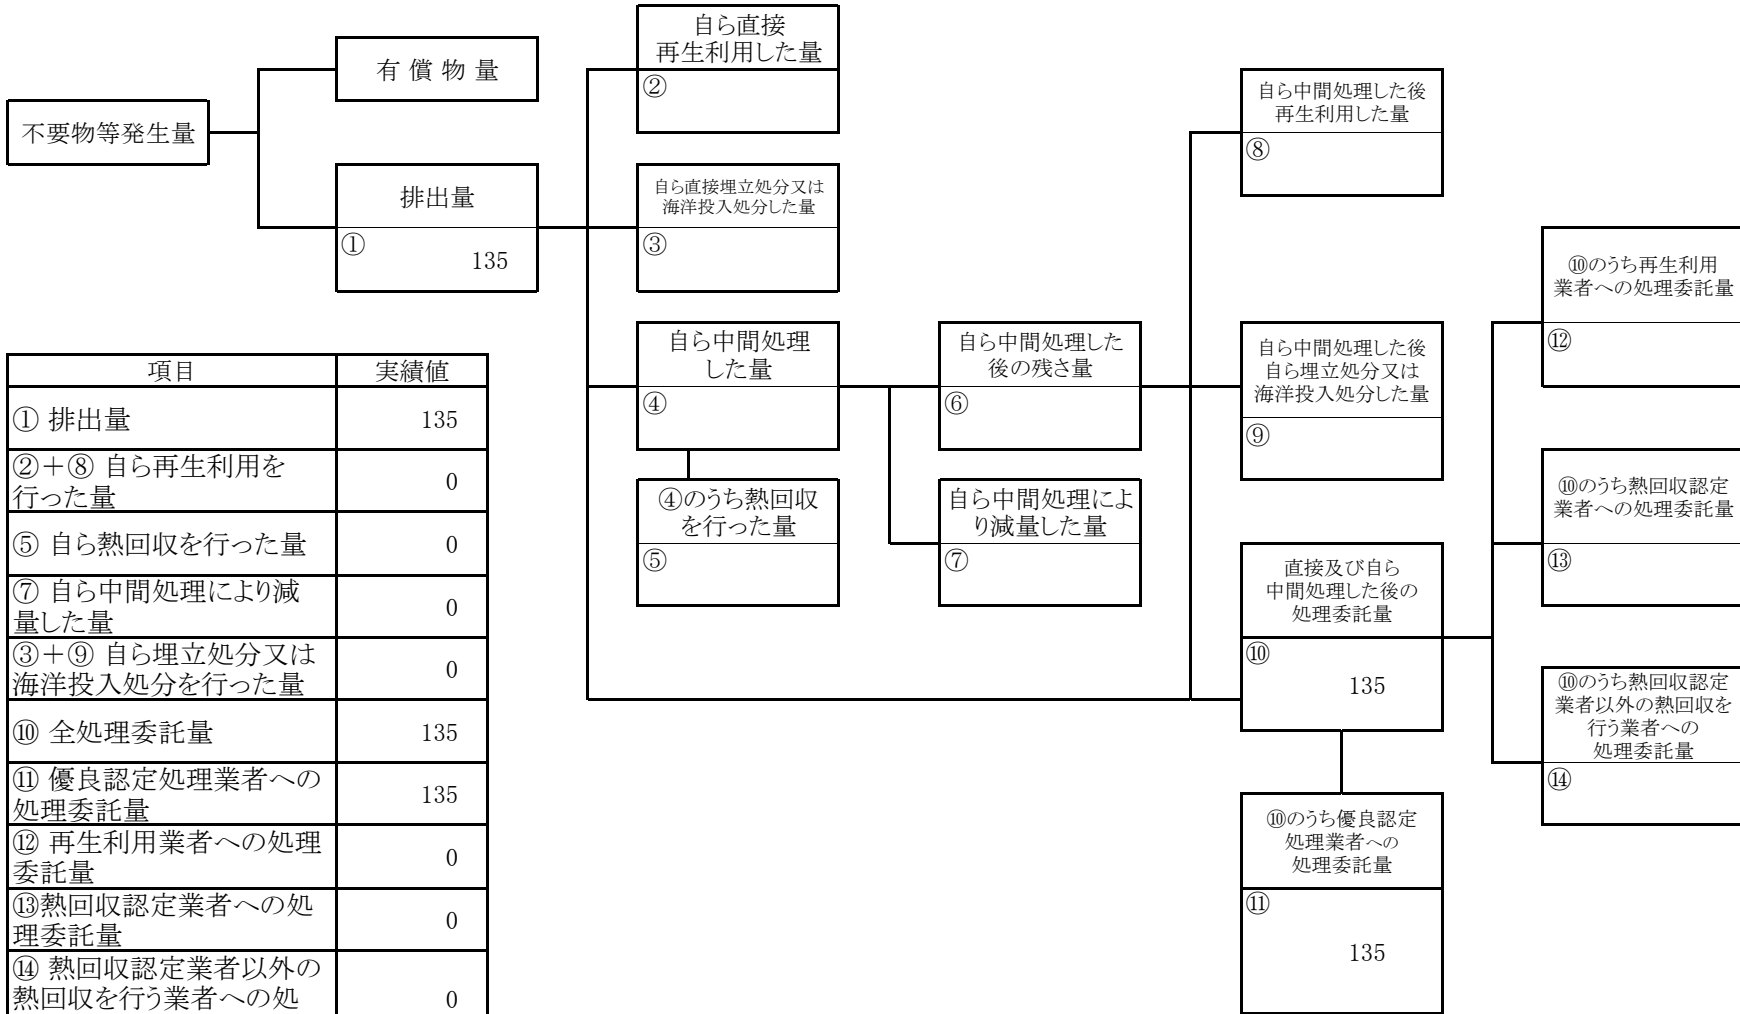 不要物等発生量
有償物量
排出量
①
135
自ら直接
再生利用した量
②
自ら直接埋立処分又は
海洋投入処分した量
③
自ら中間処理
した量
④
④のうち熱回収
を行った量
⑤
自ら中間処理した
後の残さ量
⑥
自ら中間処理によ
り減量した量
⑦
自ら中間処理した後
再生利用した量
⑧
自ら中間処理した後
自ら埋立処分又は
海洋投入処分した量
⑨
直接及び自ら
中間処理した後の
処理委託量
⑩
135
⑩のうち優良認定
処理業者への
処理委託量
⑪
135
⑩のうち再生利用
業者への処理委託量
⑫
⑩のうち熱回収認定
業者への処理委託量
⑬
⑩のうち熱回収認定
業者以外の熱回収を
行う業者への
処理委託量
⑭
項目 実績値
① 排出量 135
②＋⑧ 自ら再生利用を
行った量 0
⑤ 自ら熱回収を行った量 0
⑦ 自ら中間処理により減
量した量 0
③＋⑨ 自ら埋立処分又は
海洋投入処分を行った量 0
⑩ 全処理委託量 135
⑪ 優良認定処理業者への
処理委託量 135
⑫ 再生利用業者への処理
委託量 0
⑬熱回収認定業者への処
理委託量 0
⑭ 熱回収認定業者以外の
熱回収を行う業者への処 0